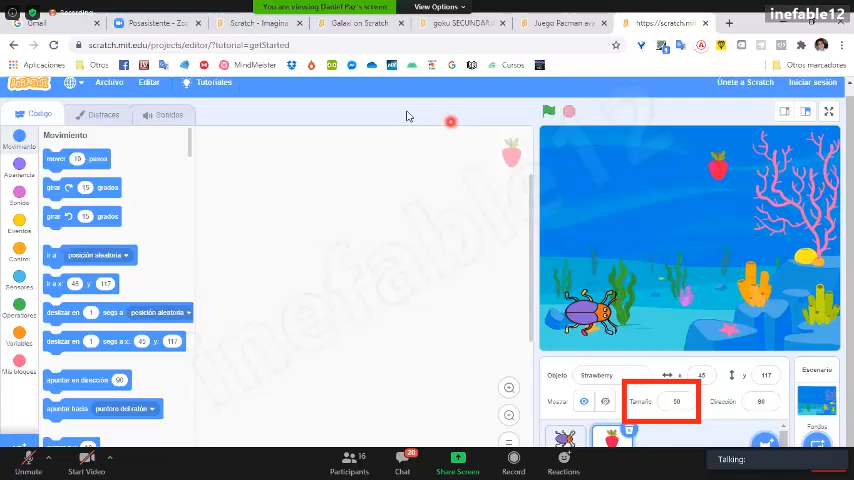 Recording
You are viewing Daniel Paz's screen
View Options
inefable12
Gmail
Posasistente - Zo
Scratch - Imagina
Galaxi on Scratch
goku SECUNDAR
Juego Pacman ava
https://scratch.mit
scratch.mit.edu/projects/editor/?tutorial=getStarted
Aplicaciones
Otros
MindMeister
Cursos
Otros marcadores
SCRATCH
Archivo
Editar
Tutoriales
Únete a Scratch
Iniciar sesión
Código
Disfraces
Sonidos
Movimiento
Movimiento
Apariencia
Sonido
Eventos
Control
Sensores
Operadores
Variables
Mis bloques
mover 10 pasos
girar 15 grados
girar 15 grados
ir a posición aleatoria
ir a x: 45 y: 117
deslizar en 1 segs a posición aleatoria
deslizar en 1 segs a x: 45 y: 117
apuntar en dirección 90
apuntar hacia puntero del ratón
inefable12
Objeto Strawberry x 45 y 117
Mostrar Tamaño 50 Dirección 90
Escenario
Fondos
Unmute
Start Video
Participants 16
Chat 20
Share Screen
Record
Reactions
Talking: